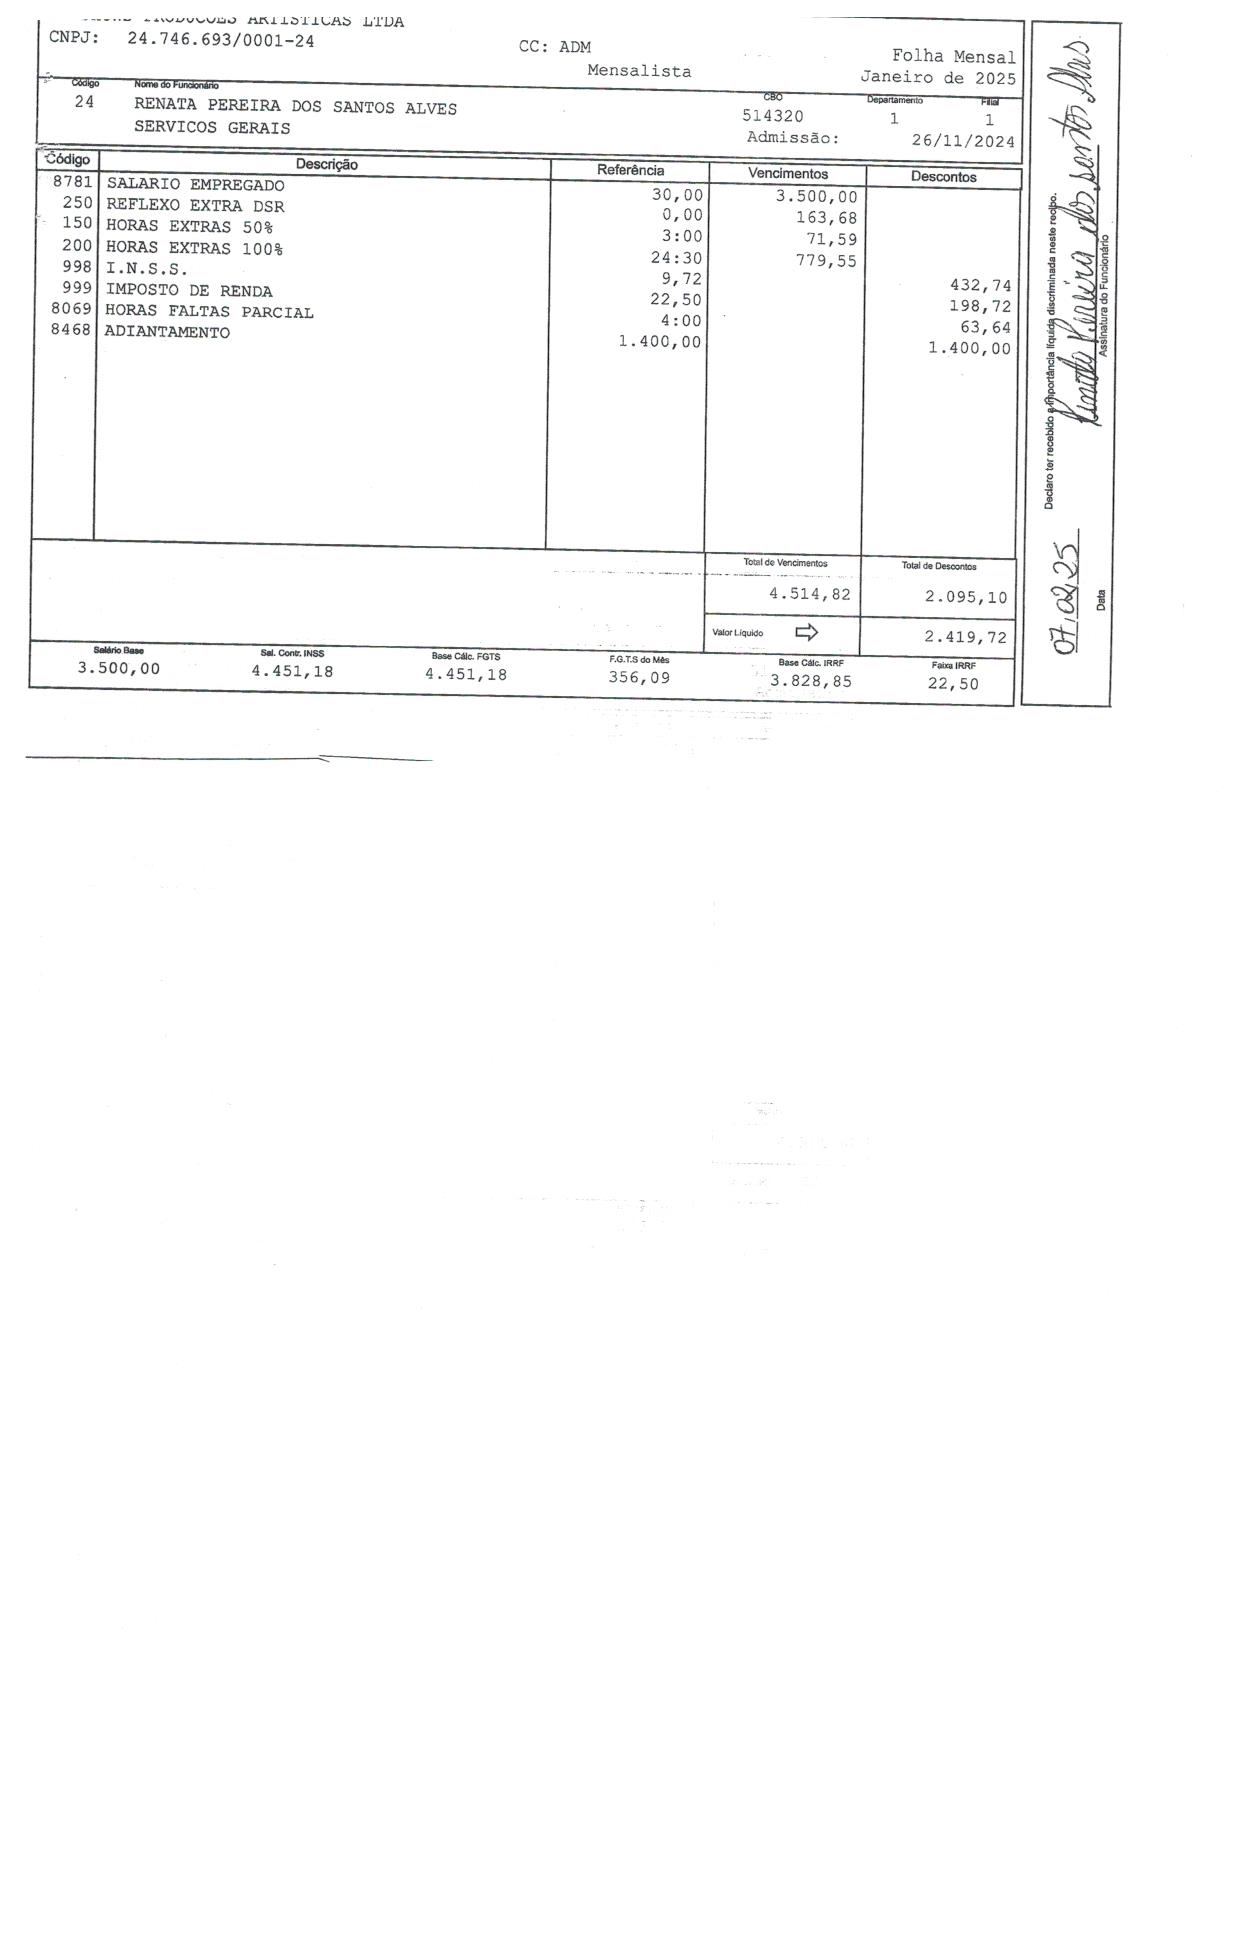 PRODUCOES ARTISTICAS LTDA
CNPJ: 24.746.693/0001-24
CC: ADM
Folha Mensal
Mensalista
Janeiro de 2025
Código Nome do Funcionário CBO Departamento Filial
24 RENATA PEREIRA DOS SANTOS ALVES 514320 1 1
SERVICOS GERAIS Admissão: 26/11/2024
Código Descrição Referência Vencimentos Descontos
8781 SALARIO EMPREGADO 30,00 3.500,00
250 REFLEXO EXTRA DSR 0,00 163,68
150 HORAS EXTRAS 50% 3:00 71,59
200 HORAS EXTRAS 100% 24:30 779,55
998 I.N.S.S. 9,72 432,74
999 IMPOSTO DE RENDA 22,50 198,72
8069 HORAS FALTAS PARCIAL 4:00 63,64
8468 ADIANTAMENTO 1.400,00 1.400,00
Total de Vencimentos Total de Descontos
4.514,82 2.095,10
Valor Líquido 2.419,72
Salário Base Sal. Contr. INSS Base Cálc. FGTS F.G.T.S do Mês Base Cálc. IRRF Faixa IRRF
3.500,00 4.451,18 4.451,18 356,09 3.828,85 22,50
Declaro ter recebido a importância líquida discriminada neste recibo.
07.02.25 Renata Pereira dos santos Alves
Data Assinatura do Funcionário